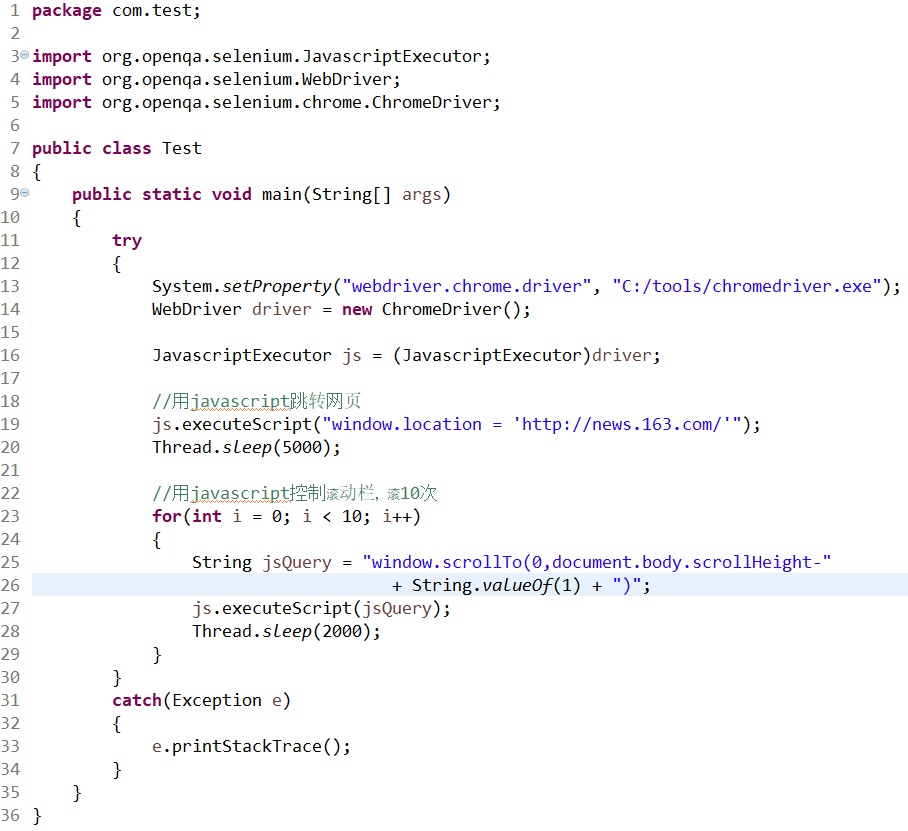 1 package com.test;
2
3 import org.openqa.selenium.JavascriptExecutor;
4 import org.openqa.selenium.WebDriver;
5 import org.openqa.selenium.chrome.ChromeDriver;
6
7 public class Test
8 {
9     public static void main(String[] args)
10     {
11         try
12         {
13             System.setProperty("webdriver.chrome.driver", "C:/tools/chromedriver.exe");
14             WebDriver driver = new ChromeDriver();
15
16             JavascriptExecutor js = (JavascriptExecutor)driver;
17
18             //用javascript跳转网页
19             js.executeScript("window.location = 'http://news.163.com/'");
20             Thread.sleep(5000);
21
22             //用javascript控制滚动栏, 滚10次
23             for(int i = 0; i < 10; i++)
24             {
25                 String jsQuery = "window.scrollTo(0,document.body.scrollHeight-"
26                                     + String.valueOf(1) + ")";
27                 js.executeScript(jsQuery);
28                 Thread.sleep(2000);
29             }
30         }
31         catch(Exception e)
32         {
33             e.printStackTrace();
34         }
35     }
36 }